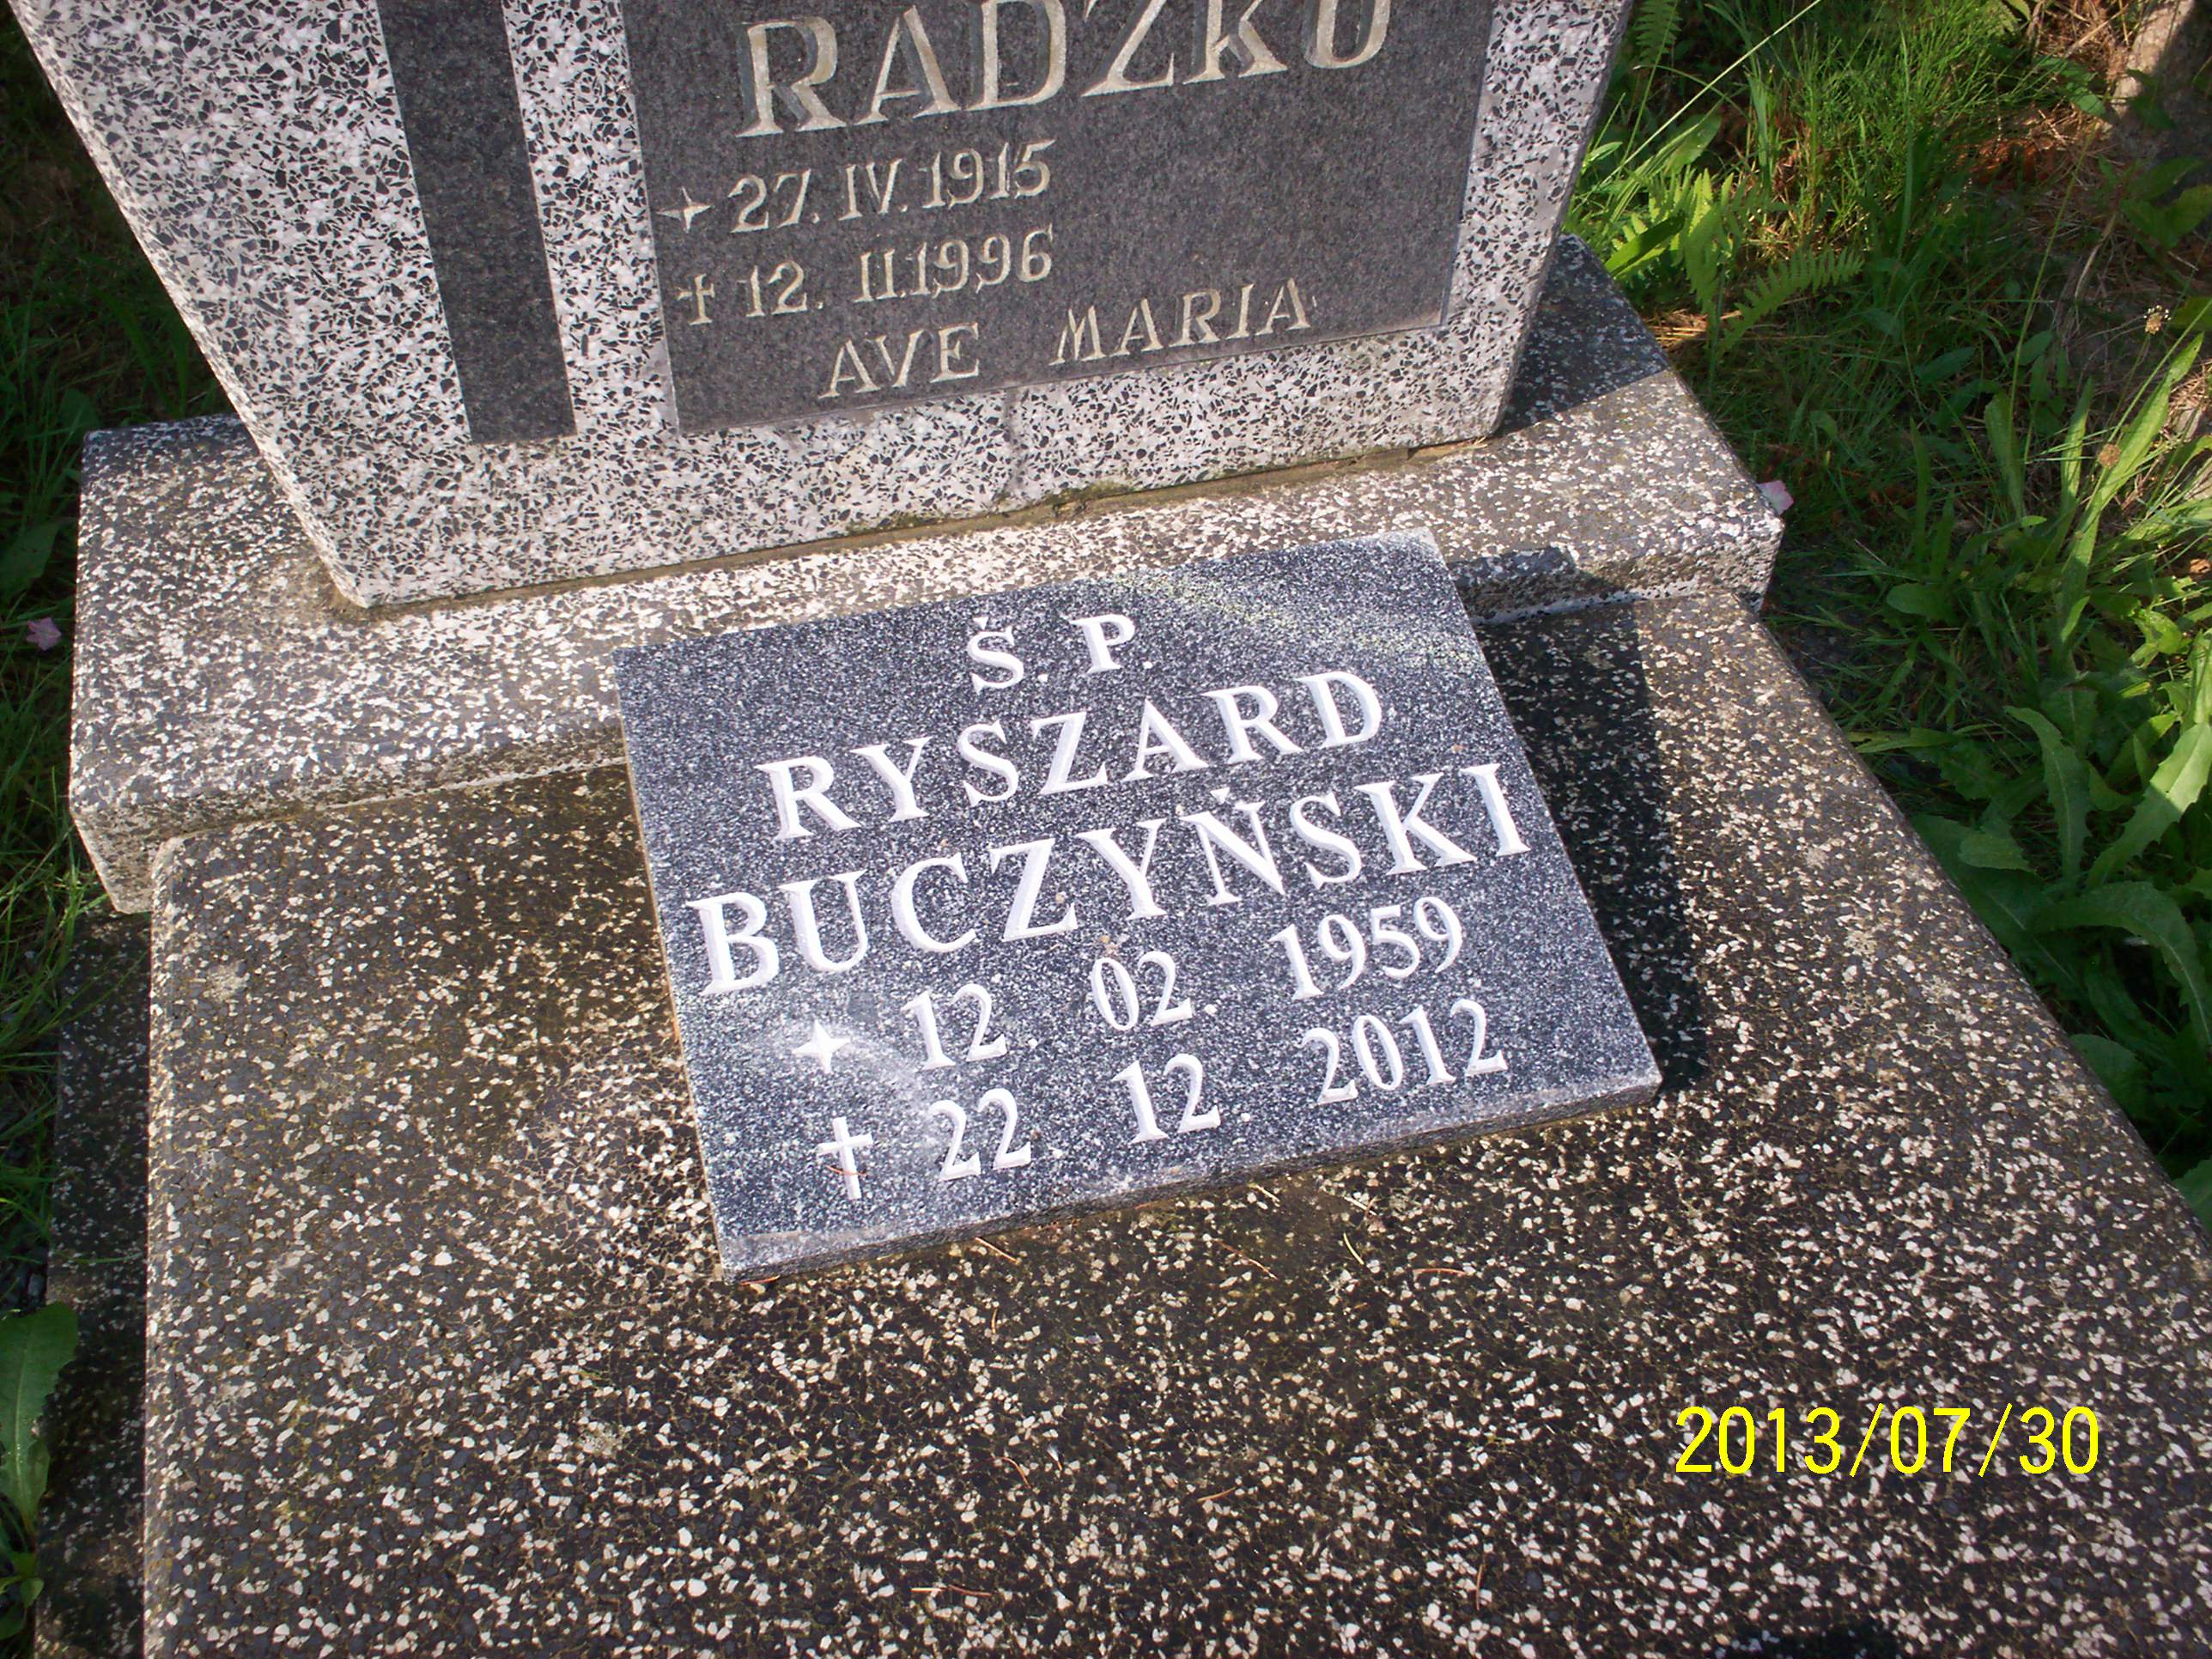 RADZKO
27. IV. 1915
† 12. II.1996
AVE MARIA
Ś. P.
RYSZARD
BUCZYŃSKI
12. 02. 1959
† 22. 12. 2012
2013/07/30